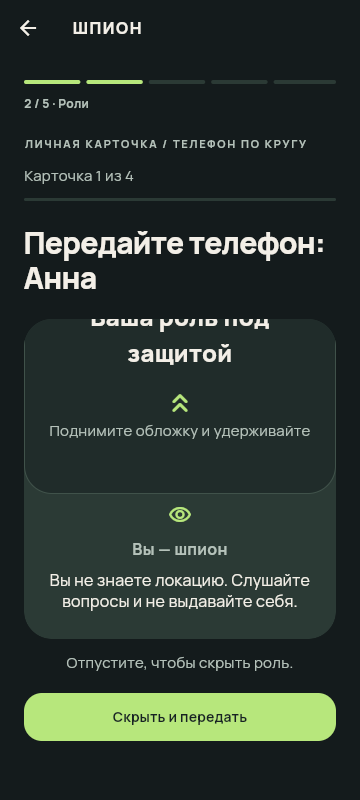 ШПИОН
2 / 5 · Роли
ЛИЧНАЯ КАРТОЧКА / ТЕЛЕФОН ПО КРУГУ
Карточка 1 из 4
Передайте телефон:
Анна
Ваша роль под
защитой
Поднимите обложку и удерживайте
Вы — шпион
Вы не знаете локацию. Слушайте
вопросы и не выдавайте себя.
Отпустите, чтобы скрыть роль.
Скрыть и передать